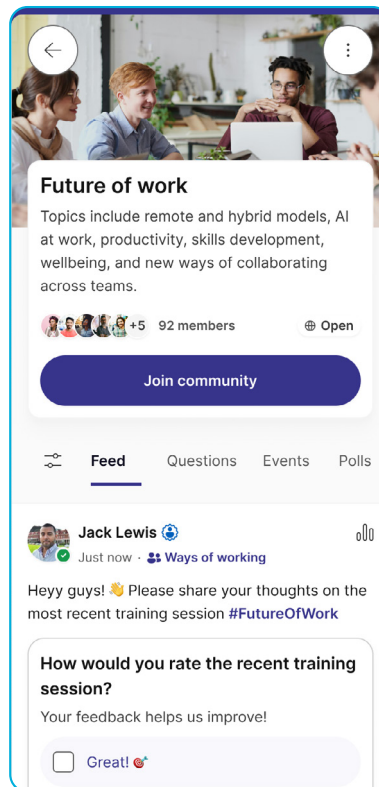 Future of work
Topics include remote and hybrid models, AI
at work, productivity, skills development,
wellbeing, and new ways of collaborating
across teams.
+5 92 members Open
Join community
Feed Questions Events Polls
Jack Lewis
Just now · Ways of working
Heyy guys! 👋 Please share your thoughts on the
most recent training session #FutureOfWork
How would you rate the recent training
session?
Your feedback helps us improve!
Great! 🎯